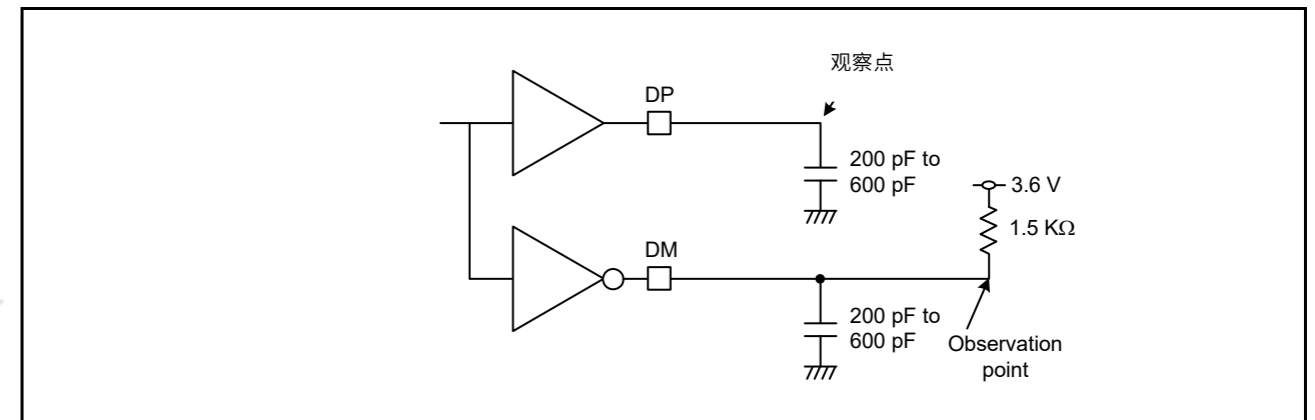 观察点
DP
200 pF to
600 pF
3.6 V
1.5 KΩ
DM
200 pF to
600 pF
Observation
point